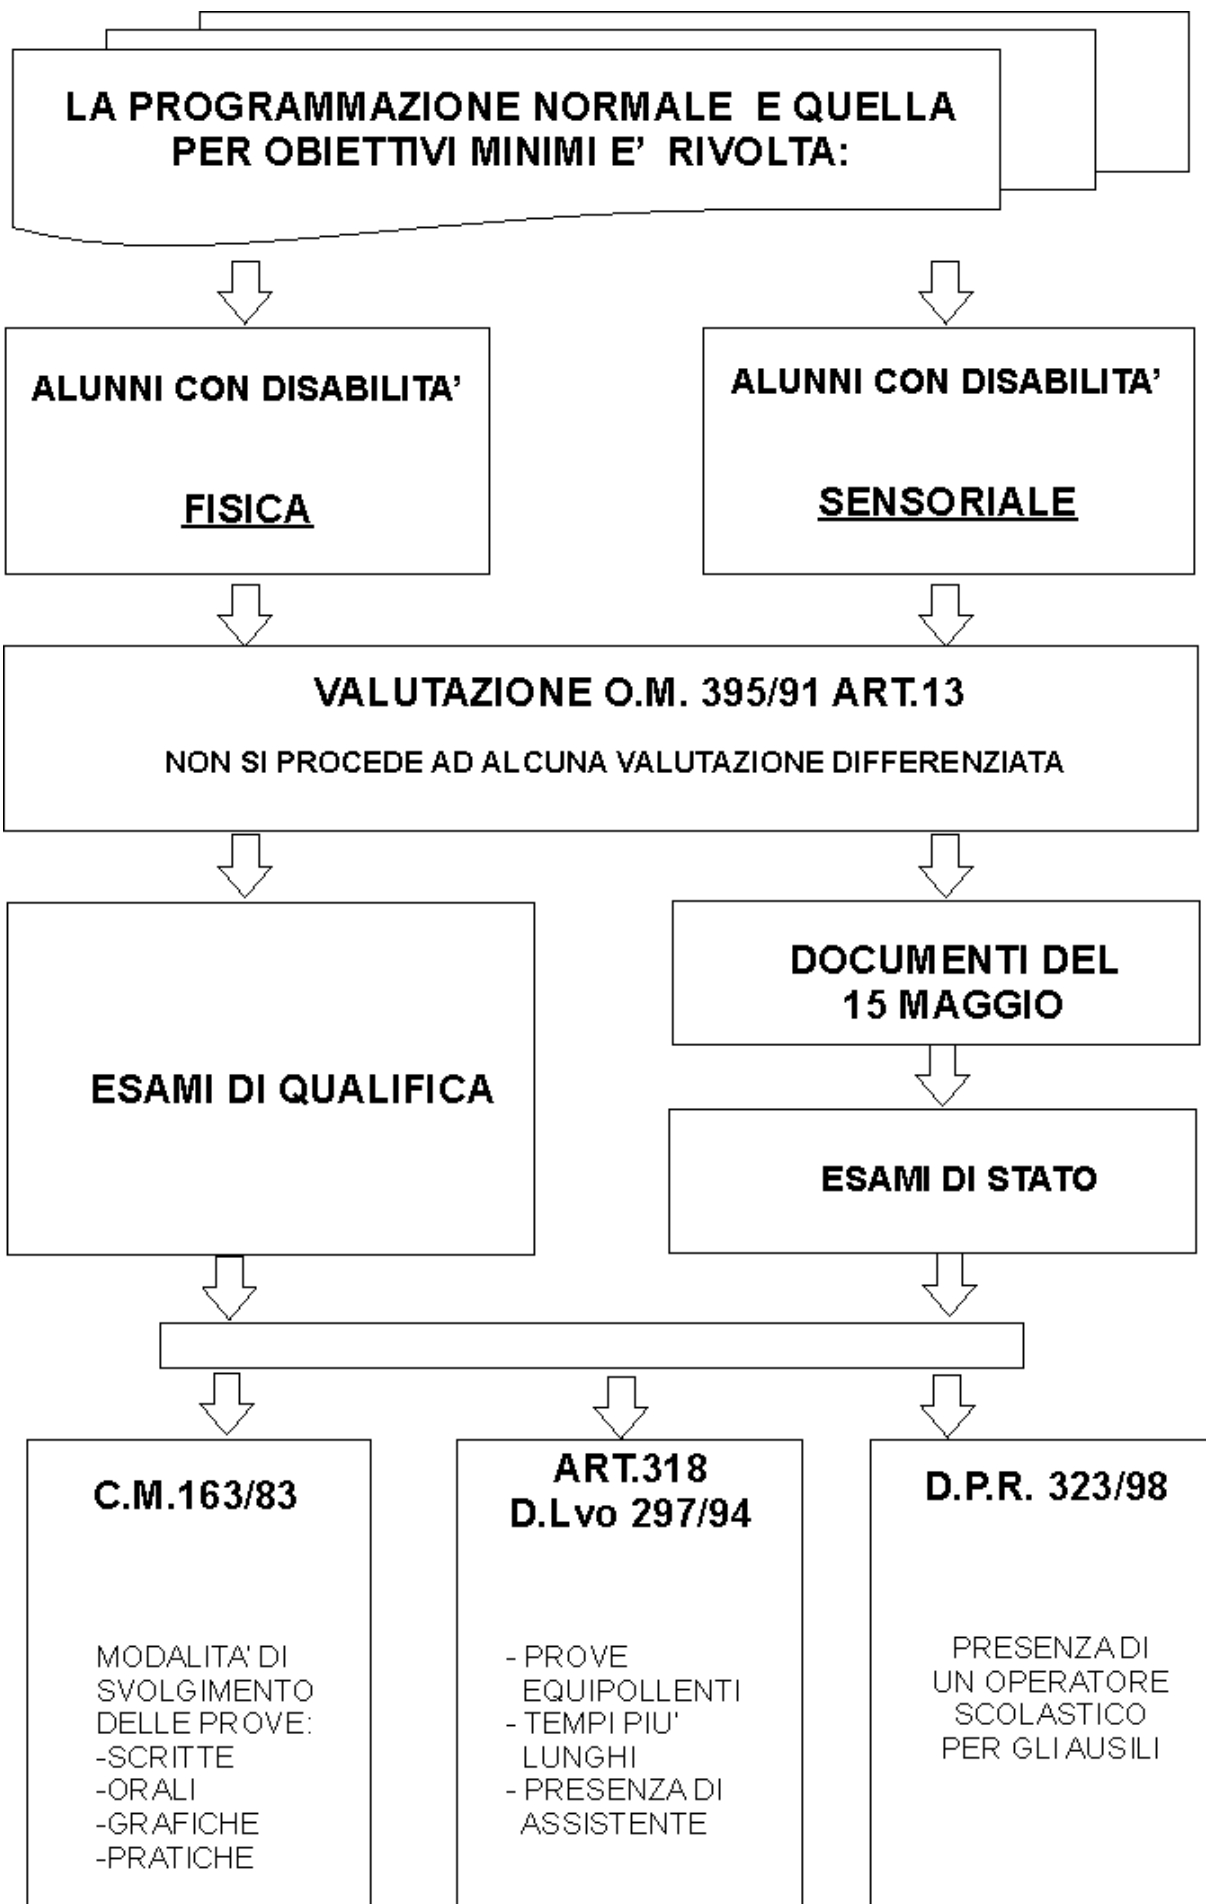 LA PROGRAMMAZIONE NORMALE E QUELLA
PER OBIETTIVI MINIMI E' RIVOLTA:
ALUNNI CON DISABILITA'
FISICA
ALUNNI CON DISABILITA'
SENSORIALE
VALUTAZIONE O.M. 395/91 ART.13
NON SI PROCEDE AD ALCUNA VALUTAZIONE DIFFERENZIATA
ESAMI DI QUALIFICA
DOCUMENTI DEL
15 MAGGIO
ESAMI DI STATO
C.M.163/83
MODALITA' DI
SVOLGIMENTO
DELLE PROVE:
-SCRITTE
-ORALI
-GRAFICHE
-PRATICHE
ART.318
D.Lvo 297/94
- PROVE
EQUIPOLLENTI
- TEMPI PIU'
LUNGHI
- PRESENZA DI
ASSISTENTE
D.P.R. 323/98
PRESENZA DI
UN OPERATORE
SCOLASTICO
PER GLI AUSILI